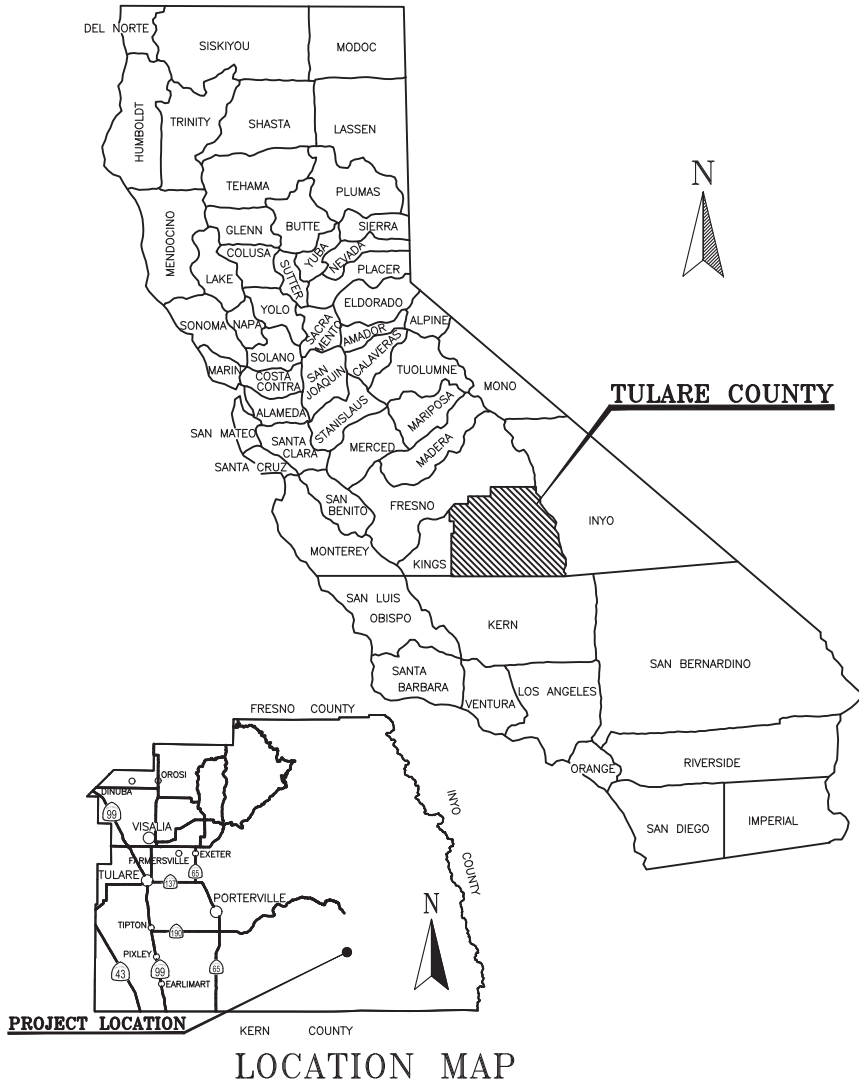 DEL NORTE
SISKIYOU
MODOC
HUMBOLDT
TRINITY
SHASTA
LASSEN
TEHAMA
PLUMAS
MENDOCINO
GLENN
BUTTE
SIERRA
COLUSA
YUBA
NEVADA
LAKE
SUTTER
PLACER
YOLO
ELDORADO
SONOMA
NAPA
SACRA
MENTO
AMADOR
ALPINE
SOLANO
CALAVERAS
MARIN
COSTA
CONTRA
SAN
JOAQUIN
TUOLUMNE
MONO
ALAMEDA
STANISLAUS
MARIPOSA
SAN MATEO
SANTA
CLARA
MERCED
MADERA
SANTA CRUZ
SAN
BENITO
FRESNO
INYO
MONTEREY
KINGS
N
TULARE COUNTY
SAN LUIS
OBISPO
KERN
SAN BERNARDINO
SANTA
BARBARA
VENTURA
LOS ANGELES
ORANGE
RIVERSIDE
SAN DIEGO
IMPERIAL
FRESNO COUNTY
OROSI
DINUBA
99
VISALIA
INYO
COUNTY
FARMERSVILLE
EXETER
65
TULARE
137
PORTERVILLE
TIPTON
190
PIXLEY
43
99
65
EARLIMART
N
PROJECT LOCATION
KERN COUNTY
LOCATION MAP